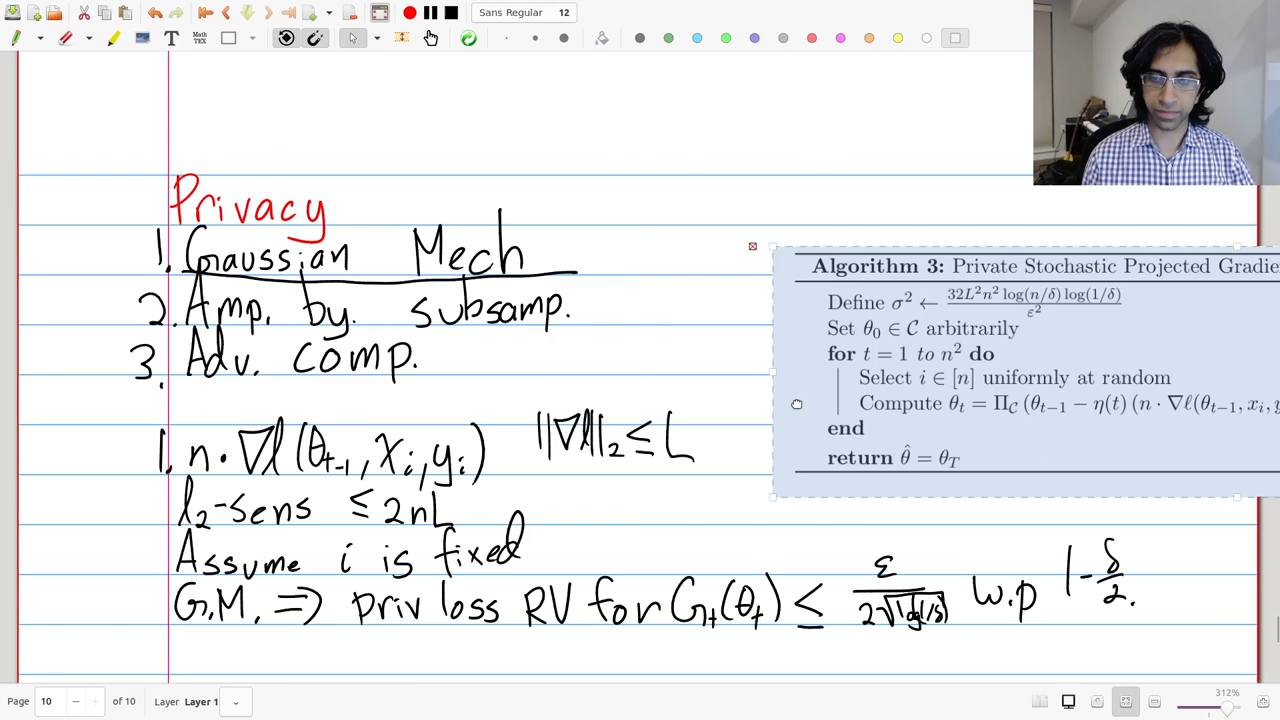 Sans Regular 12
Math
TEX
Privacy
1. Gaussian Mech
2. Amp. by. subsamp.
3. Adv. comp.
Algorithm 3: Private Stochastic Projected Gradie
Define σ² ← 32L²n² log(n/δ) log(1/δ) / ε²
Set θ₀ ∈ C arbitrarily
for t = 1 to n² do
Select i ∈ [n] uniformly at random
Compute θₜ = Π_C (θₜ₋₁ − η(t) (n · ∇ℓ(θₜ₋₁, xᵢ, y
end
return θ̂ = θ_T
1. n · ∇ℓ(θₜ₋₁, xᵢ, yᵢ) ||∇ℓ||₂ ≤ L
ℓ₂-sens ≤ 2nL
Assume i is fixed
G.M. ⇒ priv loss RV for Gₜ(θₜ) ≤ ε / 2√log(1/δ) w.p 1 - δ/2.
Page 10 of 10 Layer Layer 1 312%